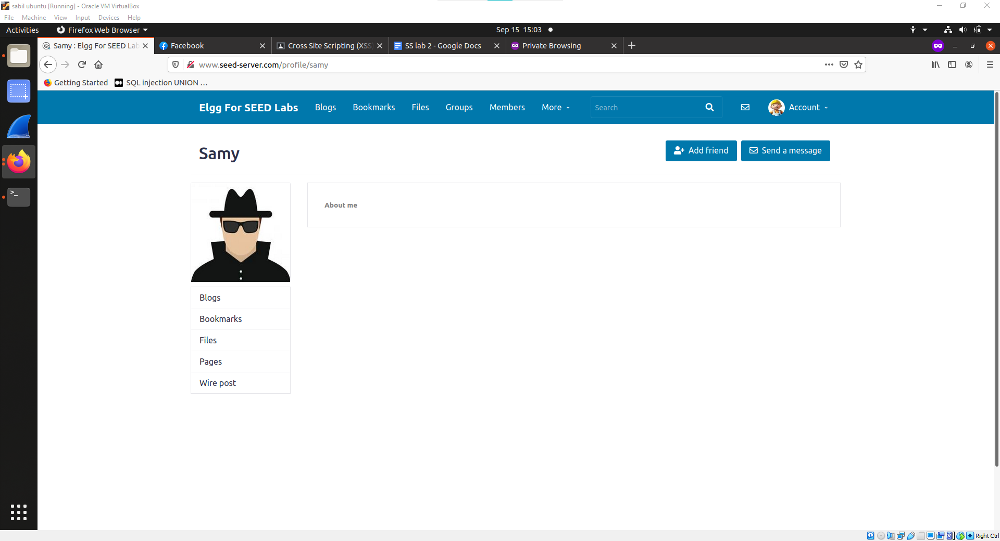 sabil ubuntu [Running] - Oracle VM VirtualBox
File Machine View Input Devices Help
Activities Firefox Web Browser Sep 15 15:03
Samy : Elgg For SEED Lab Facebook Cross Site Scripting (XSS) SS lab 2 - Google Docs Private Browsing
www.seed-server.com/profile/samy
Getting Started SQL injection UNION ...
Elgg For SEED Labs Blogs Bookmarks Files Groups Members More Search Account
Samy Add friend Send a message
About me
Blogs
Bookmarks
Files
Pages
Wire post
Right Ctrl